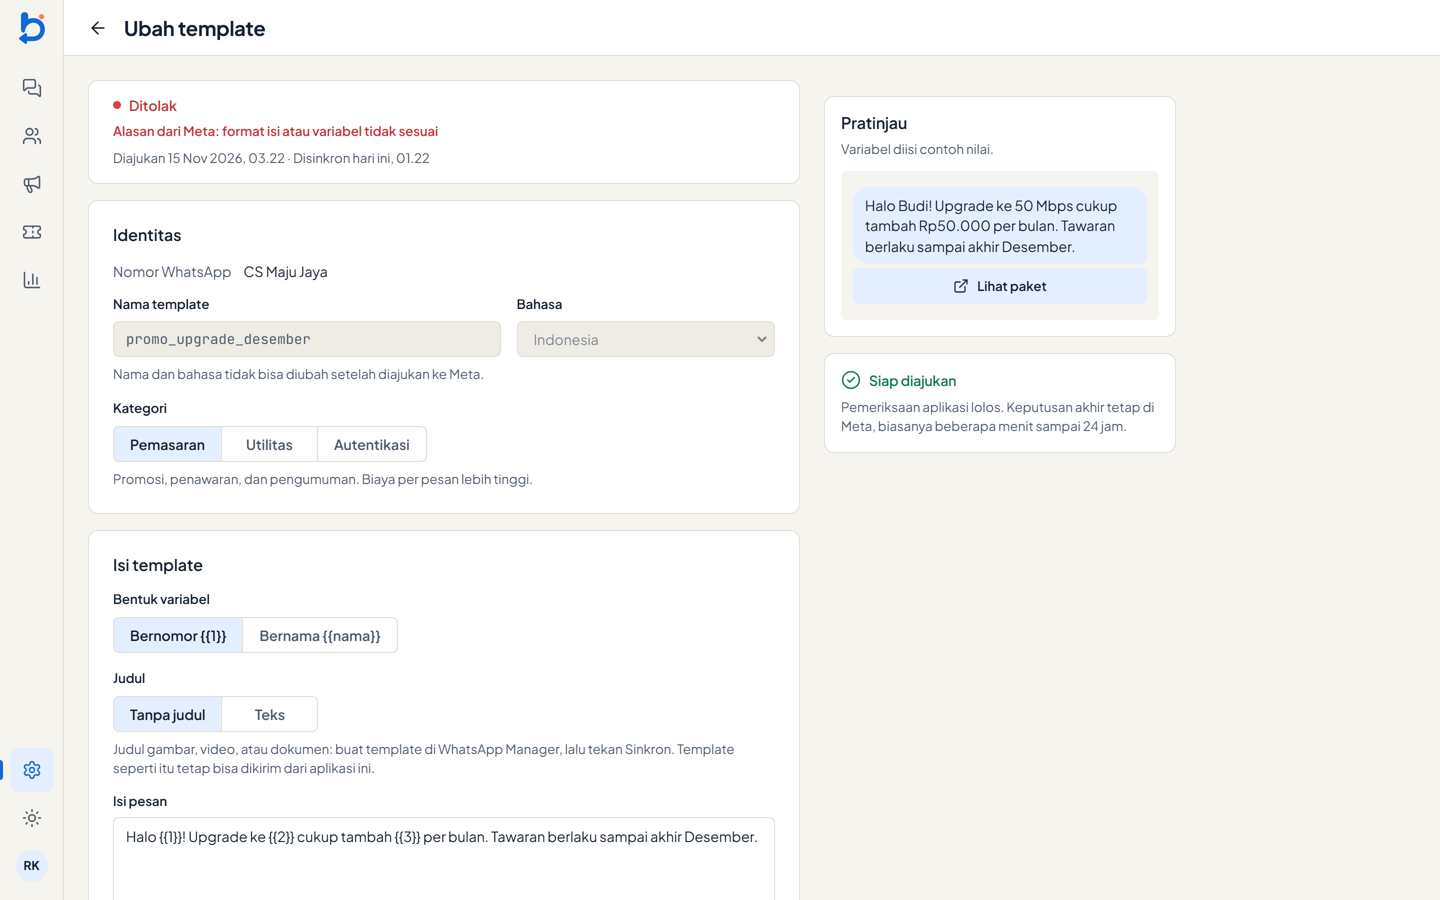 Ubah template
Ditolak
Alasan dari Meta: format isi atau variabel tidak sesuai
Diajukan 15 Nov 2026, 03.22 · Disinkron hari ini, 01.22
Identitas
Nomor WhatsApp CS Maju Jaya
Nama template
promo_upgrade_desember
Bahasa
Indonesia
Nama dan bahasa tidak bisa diubah setelah diajukan ke Meta.
Kategori
Pemasaran Utilitas Autentikasi
Promosi, penawaran, dan pengumuman. Biaya per pesan lebih tinggi.
Isi template
Bentuk variabel
Bernomor {{1}} Bernama {{nama}}
Judul
Tanpa judul Teks
Judul gambar, video, atau dokumen: buat template di WhatsApp Manager, lalu tekan Sinkron. Template
seperti itu tetap bisa dikirim dari aplikasi ini.
Isi pesan
Halo {{1}}! Upgrade ke {{2}} cukup tambah {{3}} per bulan. Tawaran berlaku sampai akhir Desember.
Pratinjau
Variabel diisi contoh nilai.
Halo Budi! Upgrade ke 50 Mbps cukup
tambah Rp50.000 per bulan. Tawaran
berlaku sampai akhir Desember.
Lihat paket
Siap diajukan
Pemeriksaan aplikasi lolos. Keputusan akhir tetap di
Meta, biasanya beberapa menit sampai 24 jam.
RK